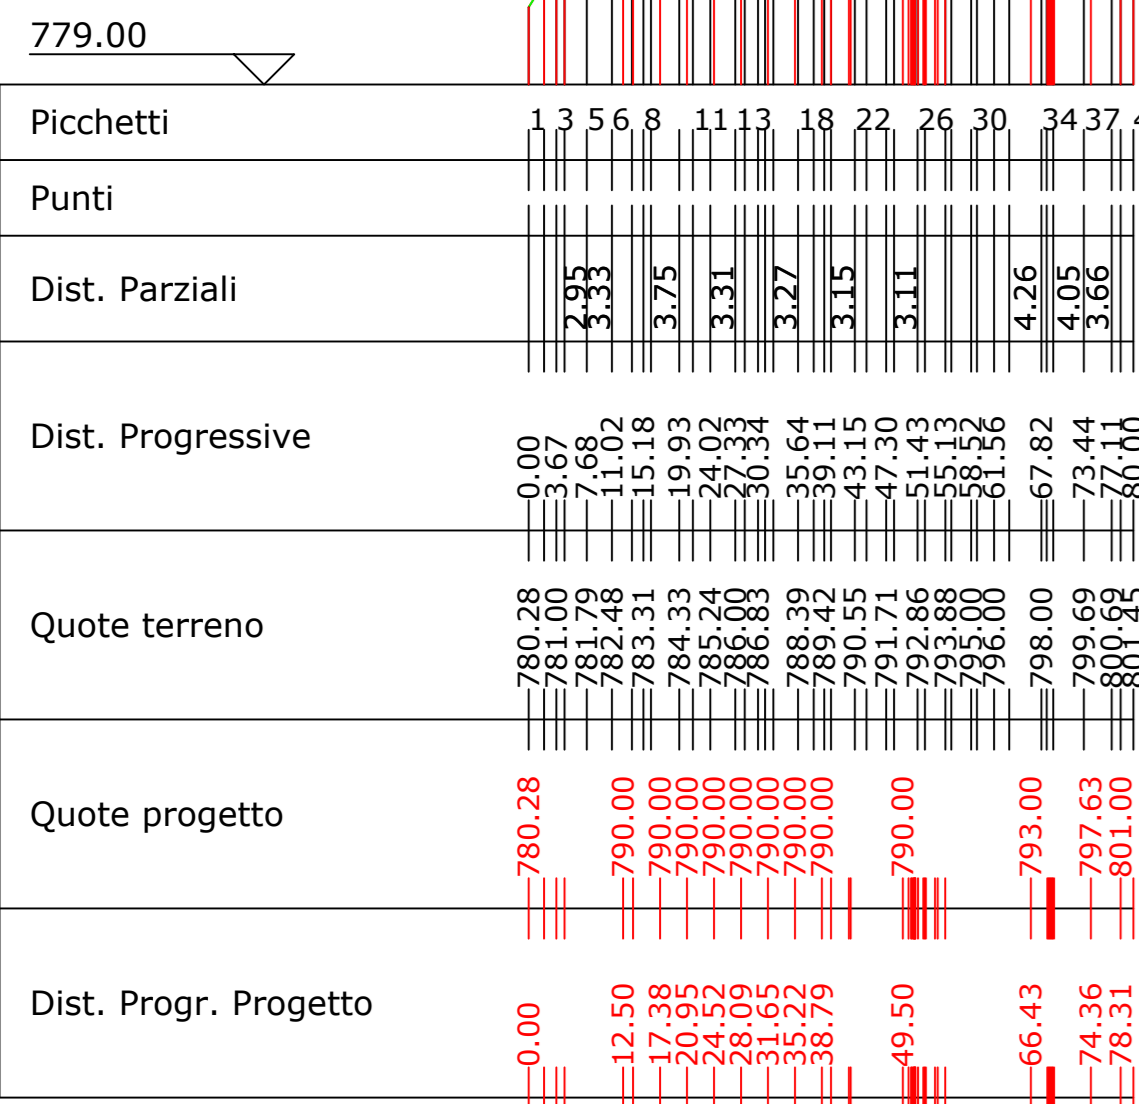 779.00
Picchetti 1 3 5 6 8 11 13 18 22 26 30 34 37
Punti
Dist. Parziali 2.95 3.33 3.75 3.31 3.27 3.15 3.11 4.26 4.05 3.66
Dist. Progressive 0.00 3.67 7.68 11.02 15.18 19.93 24.02 27.33 30.34 35.64 39.11 43.15 47.30 51.43 55.13 58.52 61.56 67.82 73.44 77.11 80.00
Quote terreno 780.28 781.00 781.79 782.48 783.31 784.33 785.24 786.00 786.83 788.39 789.42 790.55 791.71 792.86 793.88 795.00 796.00 798.00 799.69 800.69 801.45
Quote progetto 780.28 790.00 790.00 790.00 790.00 790.00 790.00 790.00 790.00 790.00 793.00 797.63 801.00
Dist. Progr. Progetto 0.00 12.50 17.38 20.95 24.52 28.09 31.65 35.22 38.79 49.50 66.43 74.36 78.31